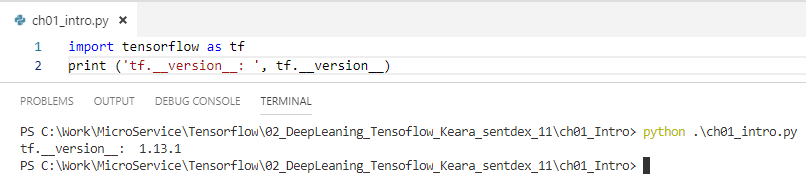 ch01_intro.py ×
1 import tensorflow as tf
2 print ('tf.__version__: ', tf.__version__)
PROBLEMS OUTPUT DEBUG CONSOLE TERMINAL
PS C:\Work\MicroService\Tensorflow\02_DeepLeaning_Tensoflow_Keara_sentdex_11\ch01_Intro> python .\ch01_intro.py
tf.__version__:  1.13.1
PS C:\Work\MicroService\Tensorflow\02_DeepLeaning_Tensoflow_Keara_sentdex_11\ch01_Intro>